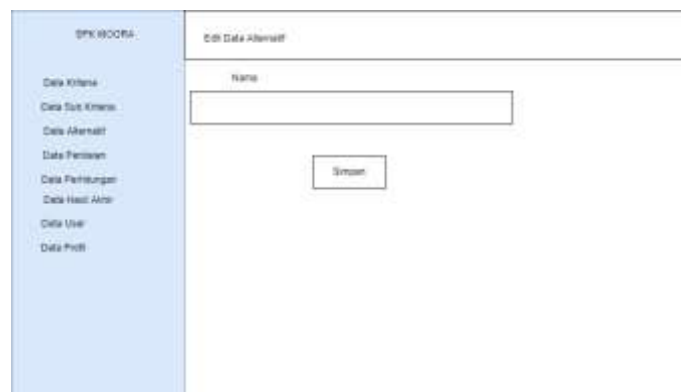 SPK MOORA
Edit Data Alternatif
Nama
Data Kriteria
Data Sub Kriteria
Data Alternatif
Data Penilaian
Data Perhitungan
Data Hasil Akhir
Data User
Data Profil
Simpan